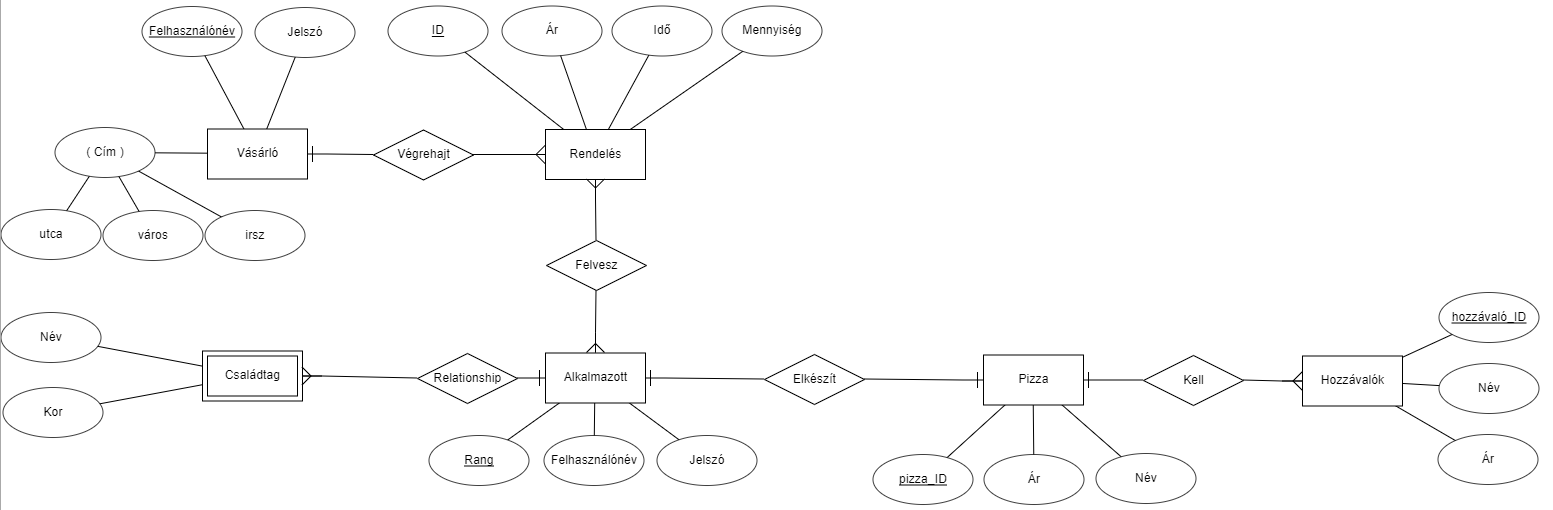 Felhasználónév
Jelszó
ID
Ár
Idő
Mennyiség
( Cím )
Vásárló
Végrehajt
Rendelés
utca
város
irsz
Felvesz
Név
Kor
Családtag
Relationship
Alkalmazott
Elkészít
Pizza
Kell
Hozzávalók
hozzávaló_ID
Név
Ár
Rang
Felhasználónév
Jelszó
pizza_ID
Ár
Név